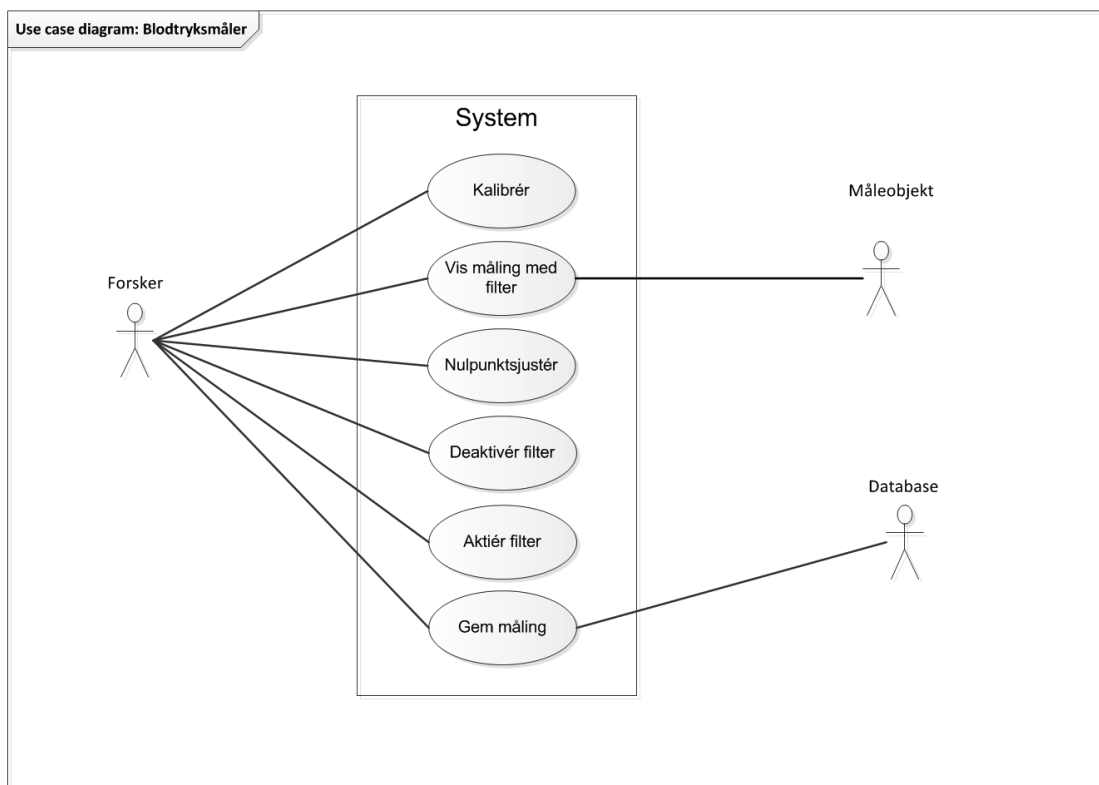 Use case diagram: Blodtryksmåler
System
Kalibrér
Måleobjekt
Vis måling med
filter
Forsker
Nulpunktsjustér
Deaktivér filter
Database
Aktiér filter
Gem måling